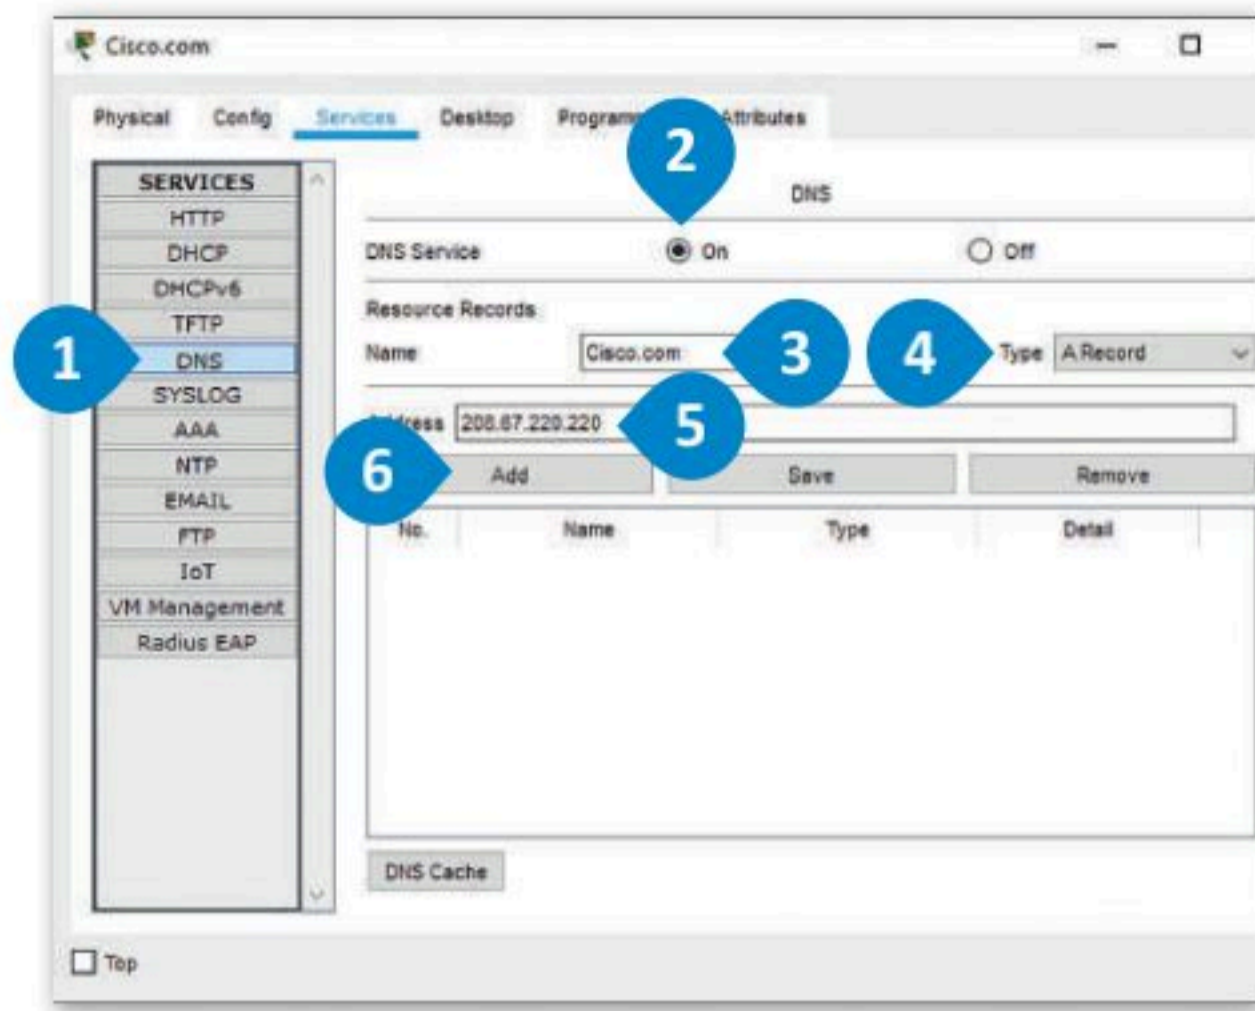 Cisco.com
Physical Config Services Desktop Programm Attributes
2
SERVICES
HTTP
DHCP
DHCPv6
TFTP
1
DNS
SYSLOG
AAA
NTP
EMAIL
FTP
IoT
VM Management
Radius EAP
DNS
DNS Service On Off
Resource Records
Name Cisco.com 3 4 Type A Record
ress 208.67.220.220 5
6 Add Save Remove
No. Name Type Detail
DNS Cache
Top